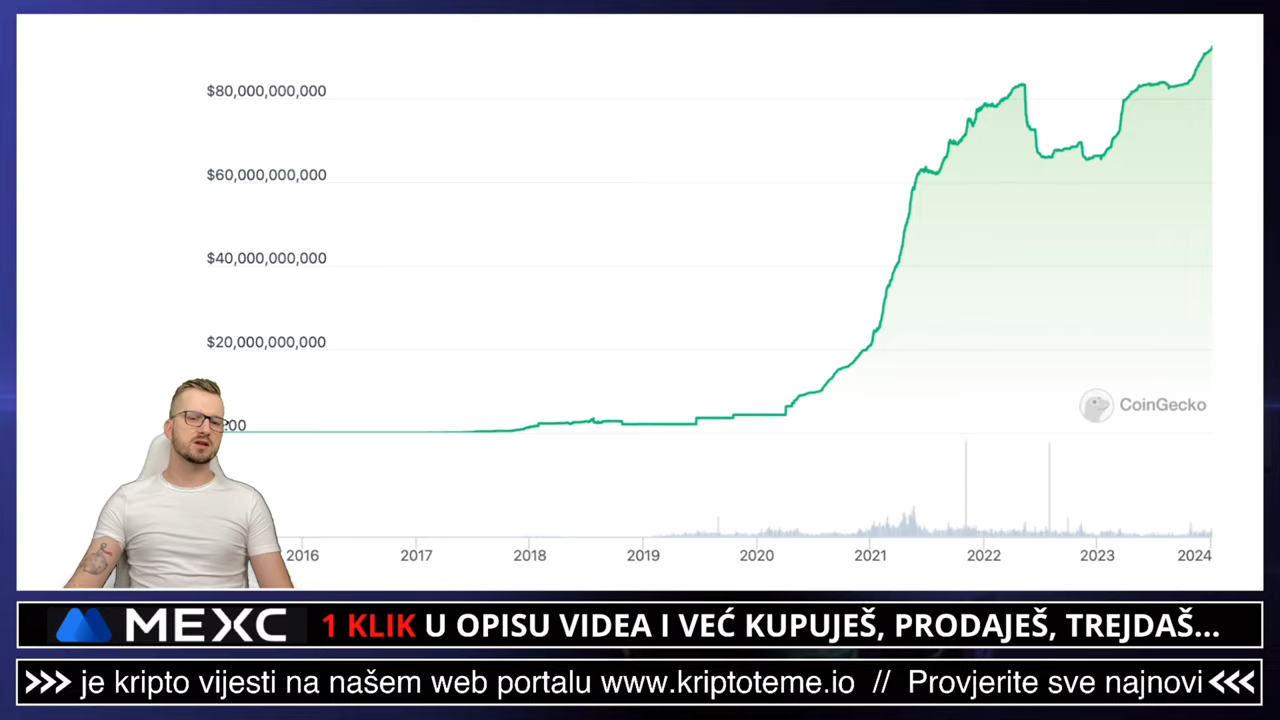 $80,000,000,000
$60,000,000,000
$40,000,000,000
$20,000,000,000
CoinGecko
2016 2017 2018 2019 2020 2021 2022 2023 2024
MEXC 1 KLIK U OPISU VIDEA I VEĆ KUPUJEŠ, PRODAJEŠ, TREJDAŠ...
>>> je kripto vijesti na našem web portalu www.kriptoteme.io // Provjerite sve najnovi <<<